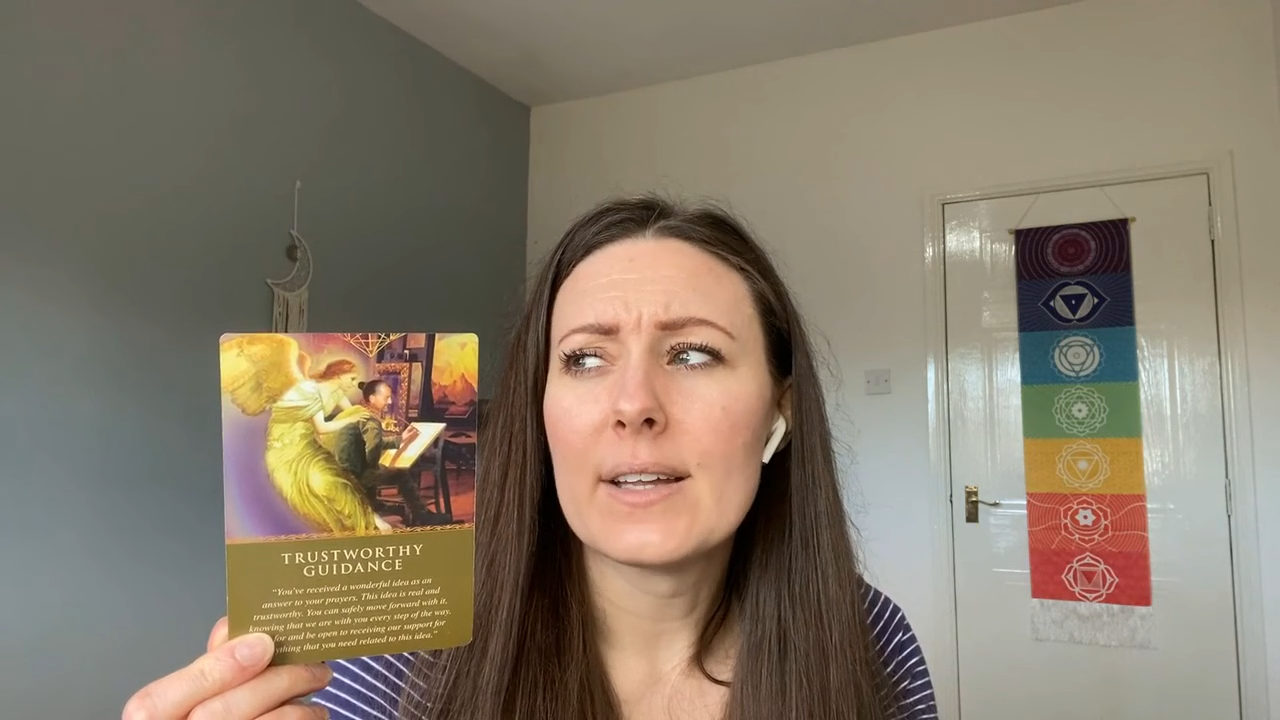 TRUSTWORTHY
GUIDANCE
"You've received a wonderful idea as an
answer to your prayers. This idea is real and
trustworthy. You can safely move forward with it,
knowing that we are with you every step of the way.
for and be open to receiving our support for
ything that you need related to this idea."